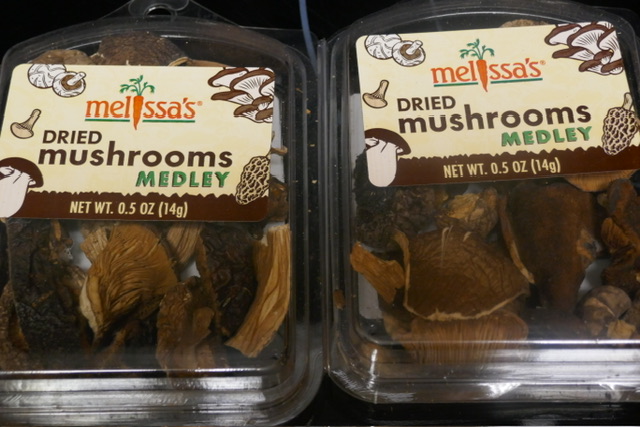 melissa's®
DRIED
mushrooms
MEDLEY
NET WT. 0.5 OZ (14g)
melissa's®
DRIED
mushrooms
MEDLEY
NET WT. 0.5 OZ (14g)